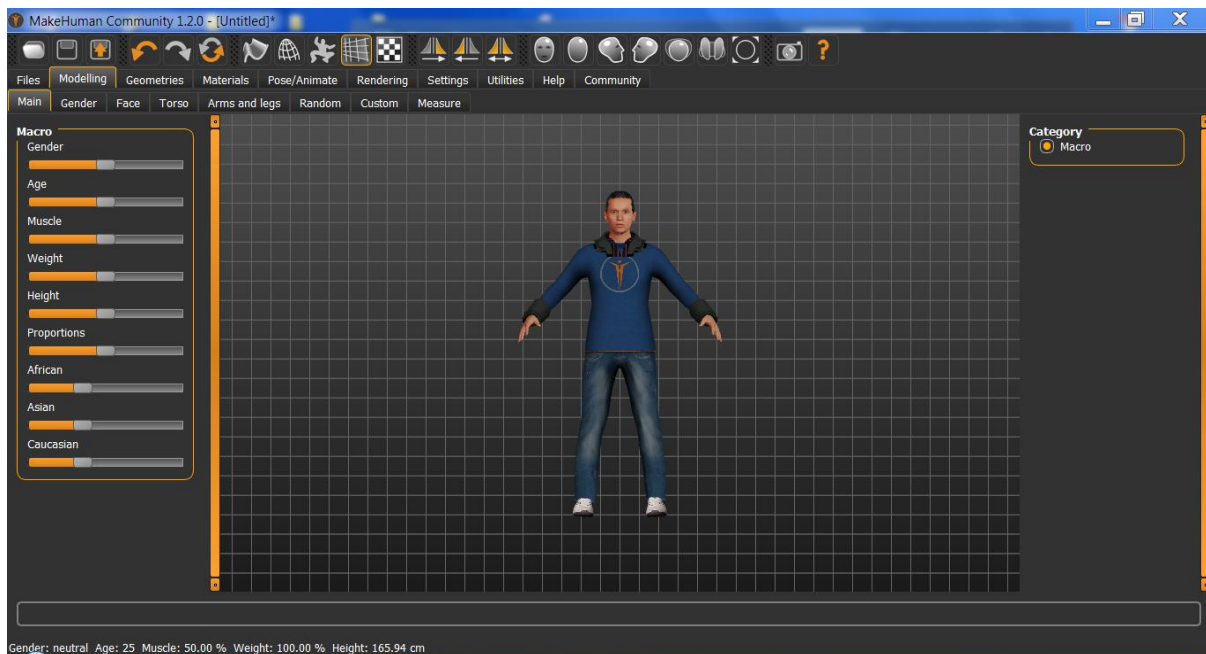 MakeHuman Community 1.2.0 - [Untitled]*
Files Modelling Geometries Materials Pose/Animate Rendering Settings Utilities Help Community
Main Gender Face Torso Arms and legs Random Custom Measure
Macro
Gender
Age
Muscle
Weight
Height
Proportions
African
Asian
Caucasian
Category
Macro
Gender: neutral Age: 25 Muscle: 50.00 % Weight: 100.00 % Height: 165.94 cm